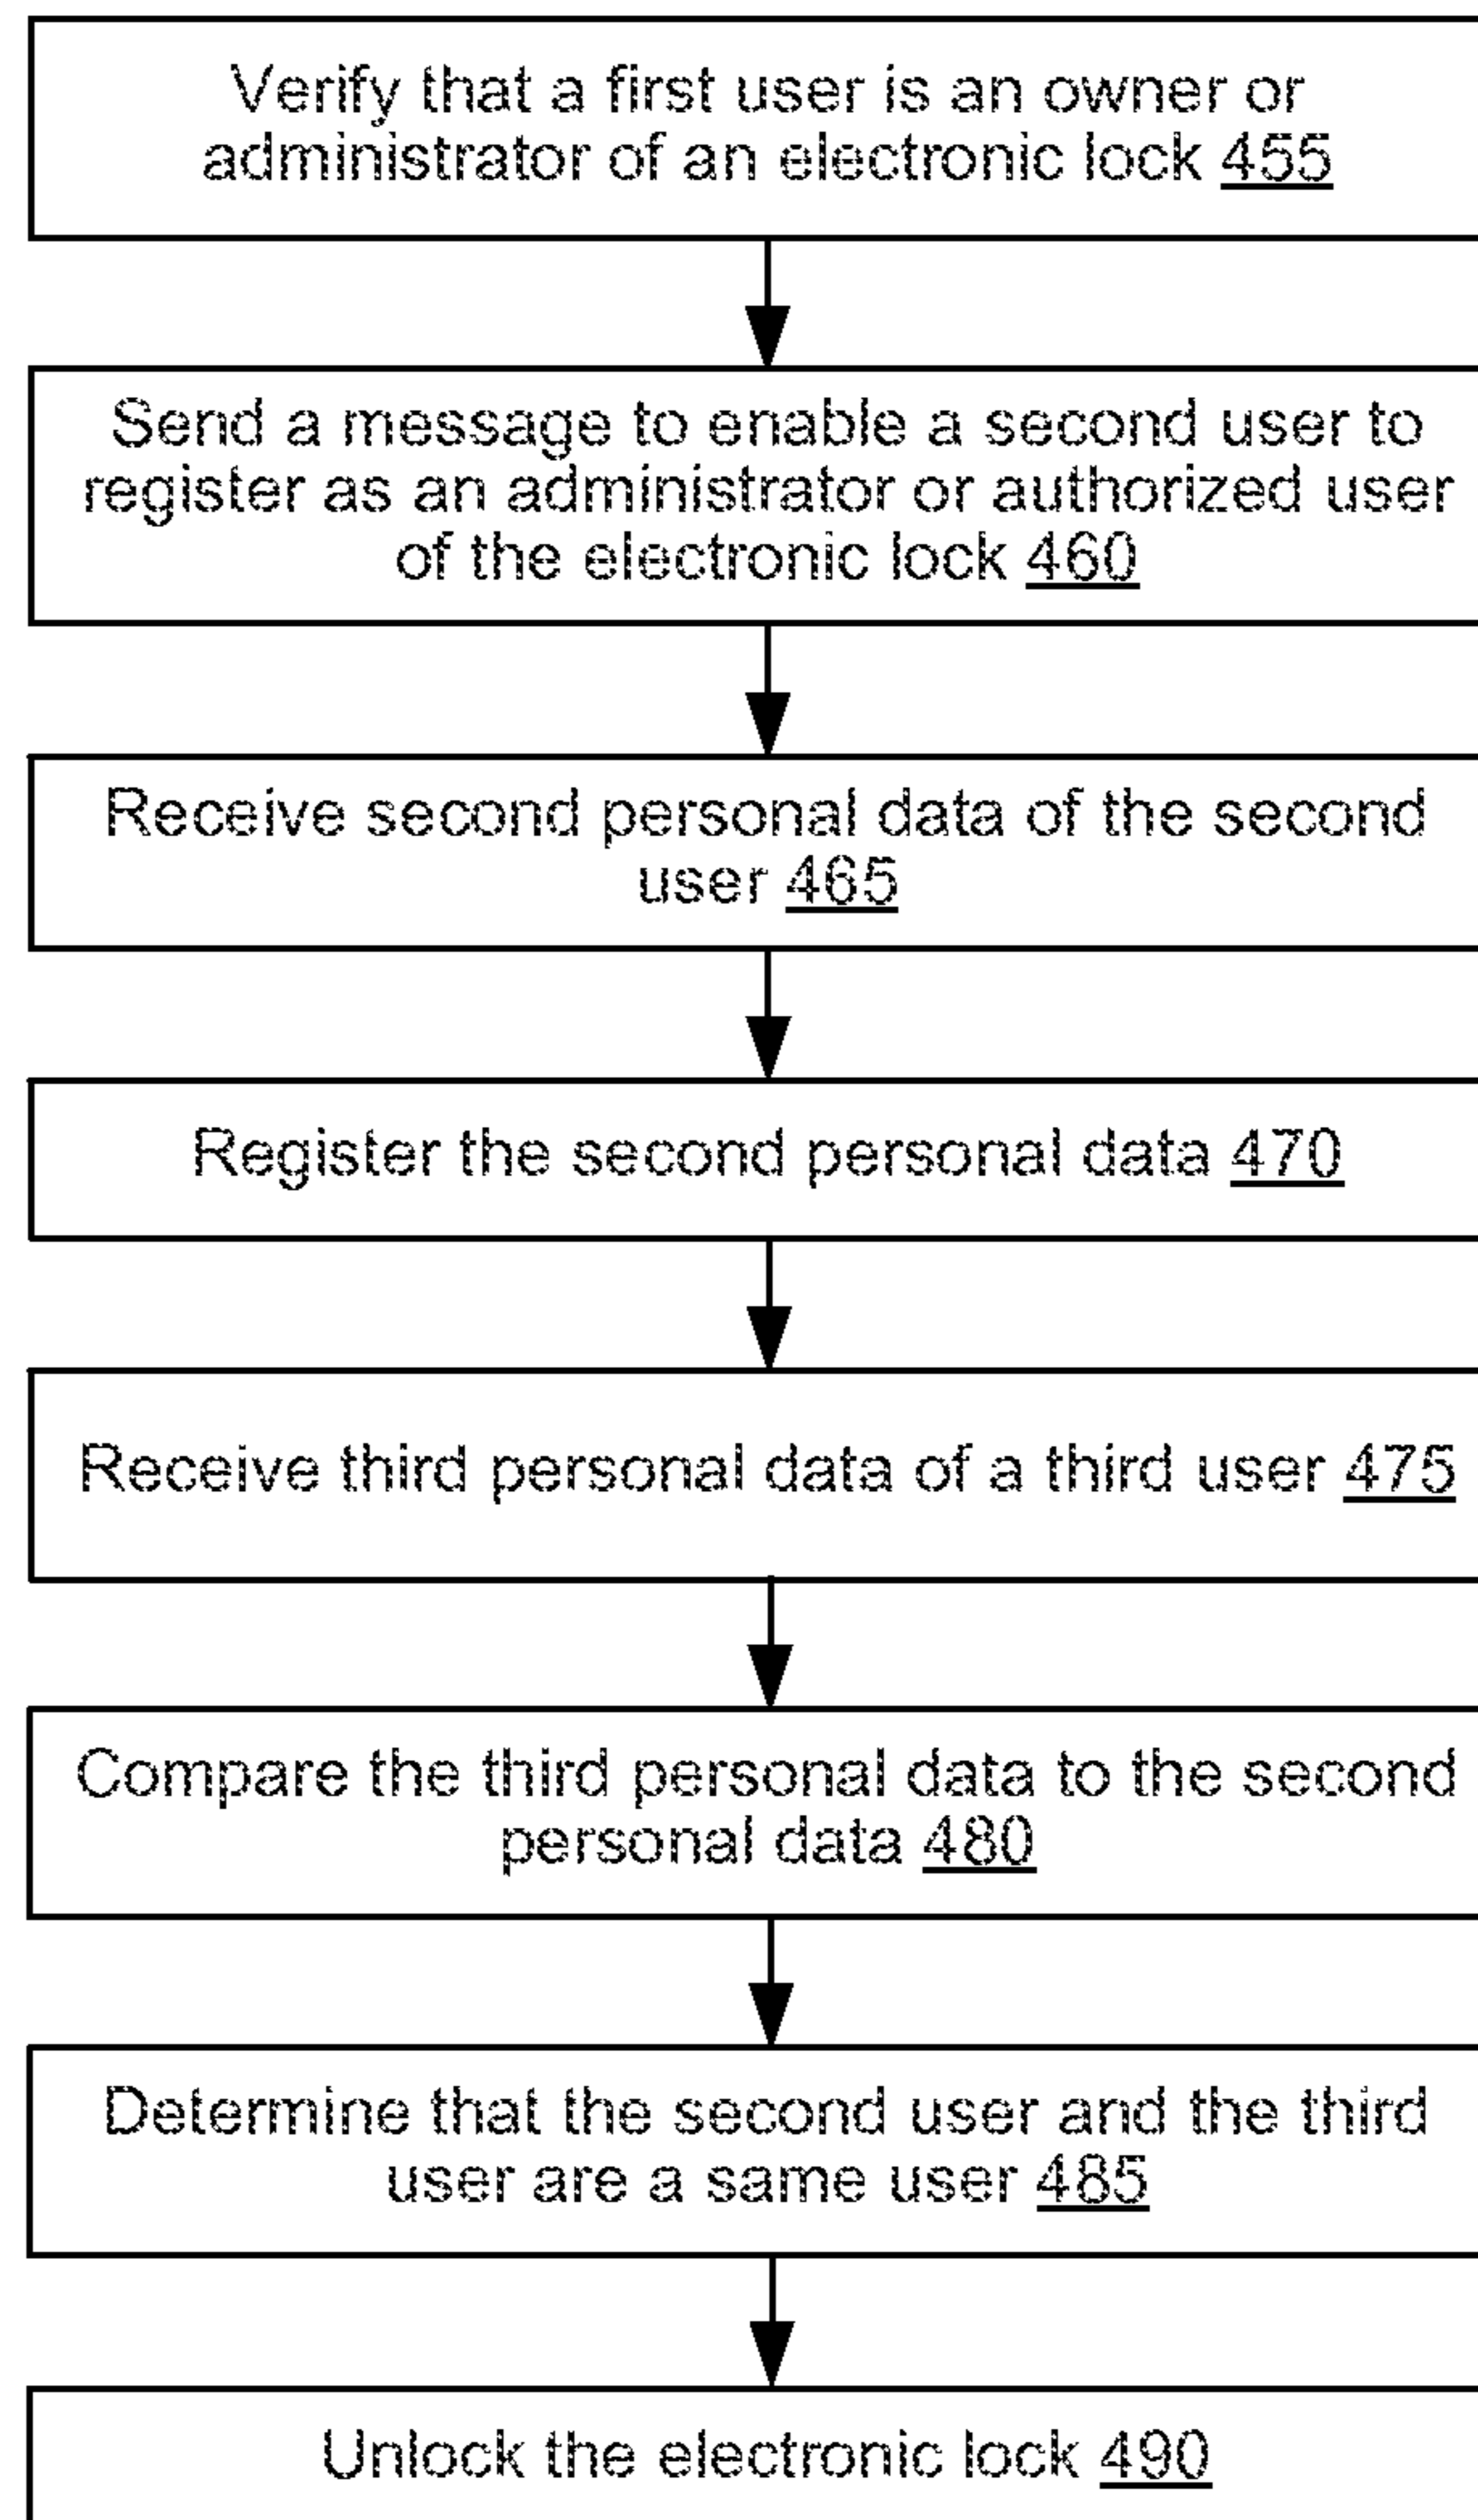 Verify that a first user is an owner or
administrator of an electronic lock 455
Send a message to enable a second user to
register as an administrator or authorized user
of the electronic lock 460
Receive second personal data of the second
user 465
Register the second personal data 470
Receive third personal data of a third user 475
Compare the third personal data to the second
personal data 480
Determine that the second user and the third
user are a same user 485
Unlock the electronic lock 490